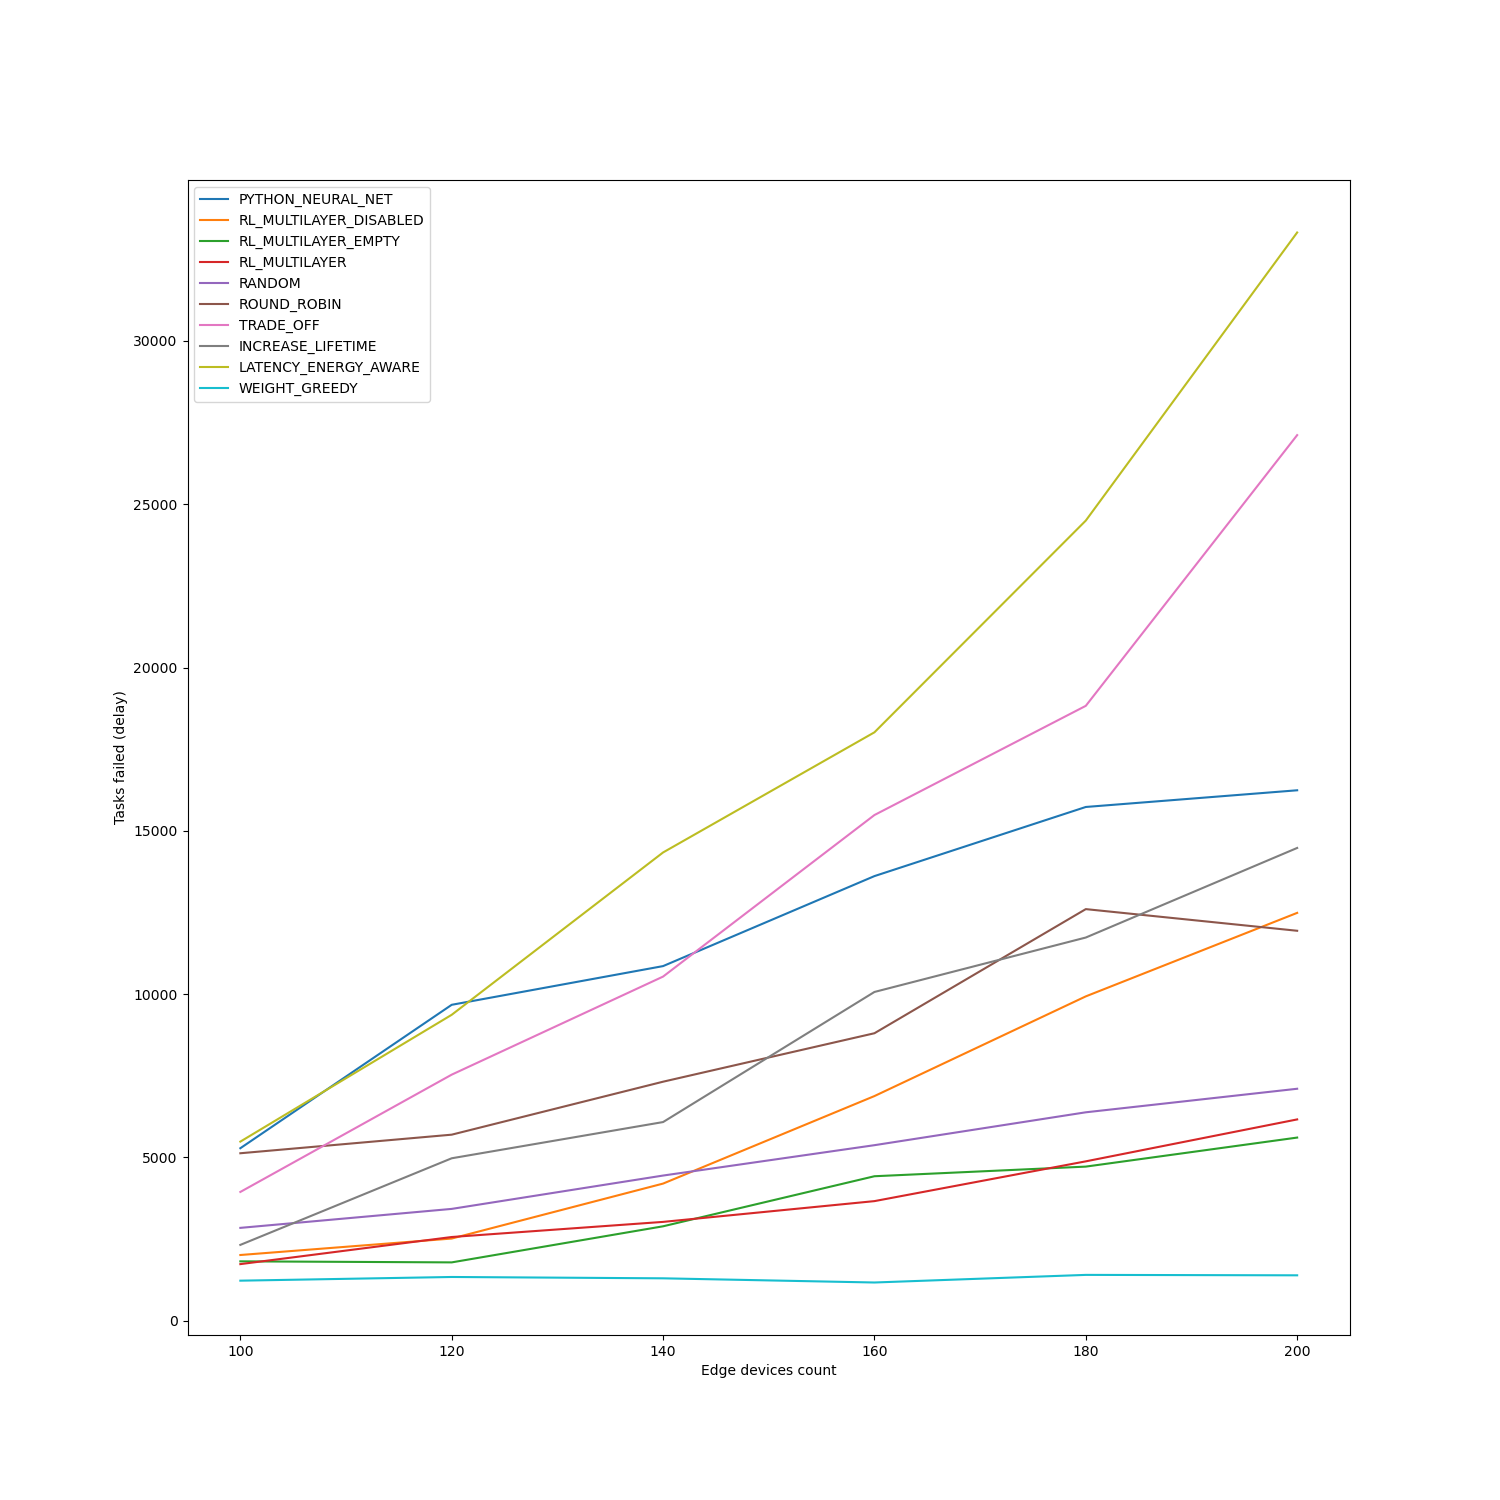 PYTHON_NEURAL_NET
RL_MULTILAYER_DISABLED
RL_MULTILAYER_EMPTY
RL_MULTILAYER
RANDOM
ROUND_ROBIN
TRADE_OFF
INCREASE_LIFETIME
LATENCY_ENERGY_AWARE
WEIGHT_GREEDY
30000
25000
20000
15000
10000
5000
0
Tasks failed (delay)
100 120 140 160 180 200
Edge devices count